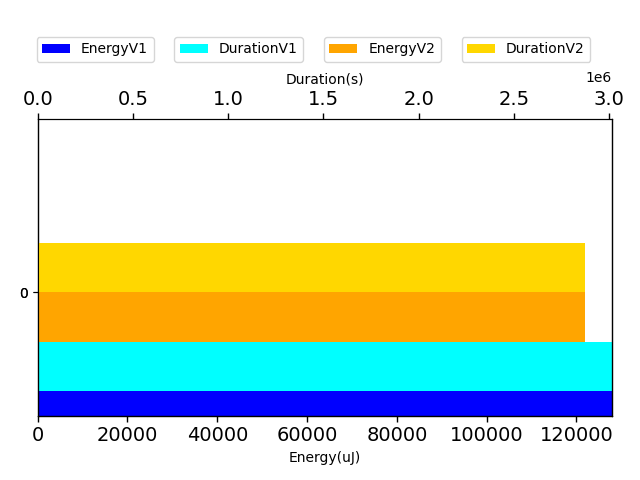 EnergyV1 DurationV1 EnergyV2 DurationV2
Duration(s)
1e6
0.0 0.5 1.0 1.5 2.0 2.5 3.0
0
0 20000 40000 60000 80000 100000 120000
Energy(uJ)